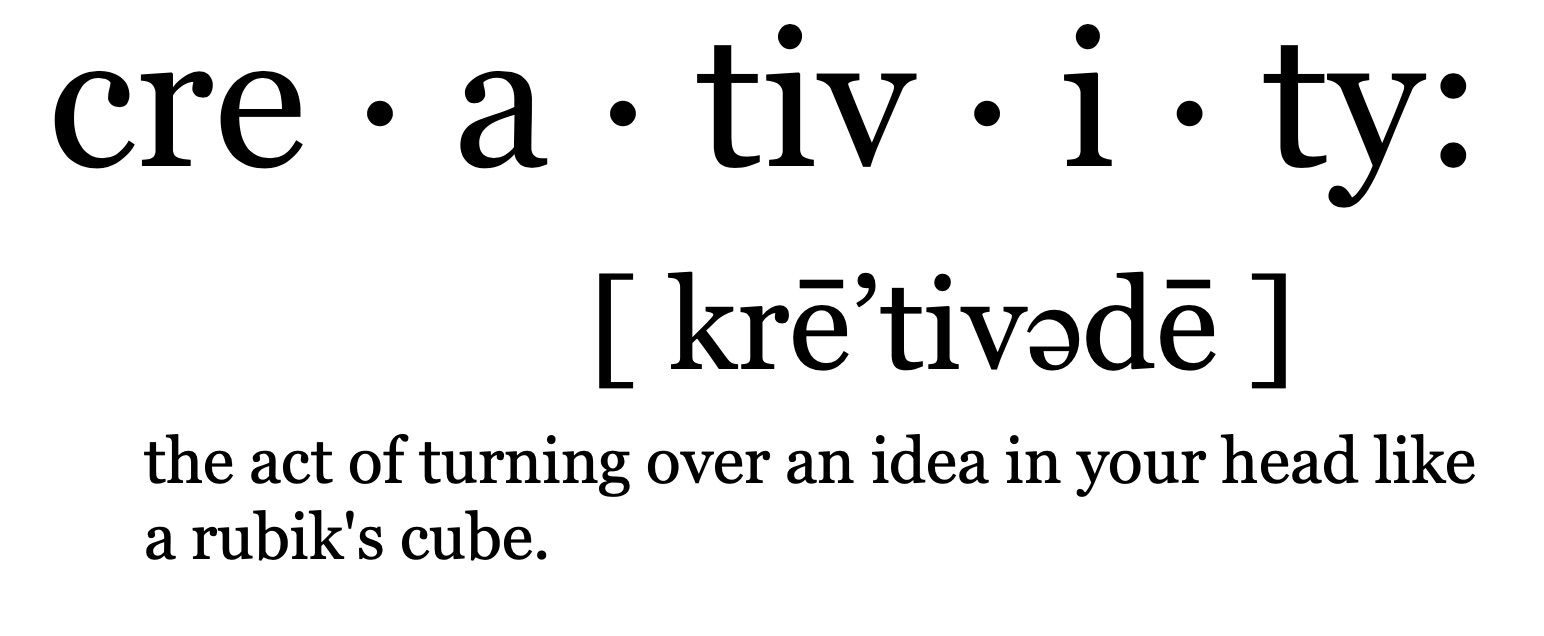 cre · a · tiv · i · ty:
[ krē’tivədē ]
the act of turning over an idea in your head like
a rubik's cube.